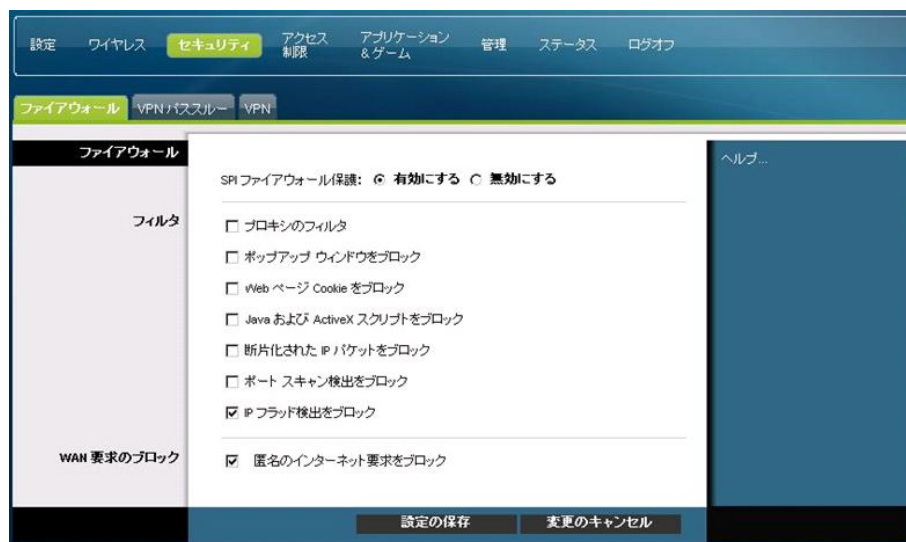 設定 ワイヤレス セキュリティ アクセス制限 アプリケーション&ゲーム 管理 ステータス ログオフ
ファイアウォール VPN パススルー VPN
ファイアウォール
ヘルプ...
SPI ファイアウォール保護: 有効にする 無効にする
フィルタ
プロキシのフィルタ
ポップアップ ウィンドウをブロック
Web ページ Cookie をブロック
Java および ActiveX スクリプトをブロック
断片化された IP パケットをブロック
ポート スキャン検出をブロック
IP フラッド検出をブロック
WAN 要求のブロック
匿名のインターネット要求をブロック
設定の保存 変更のキャンセル